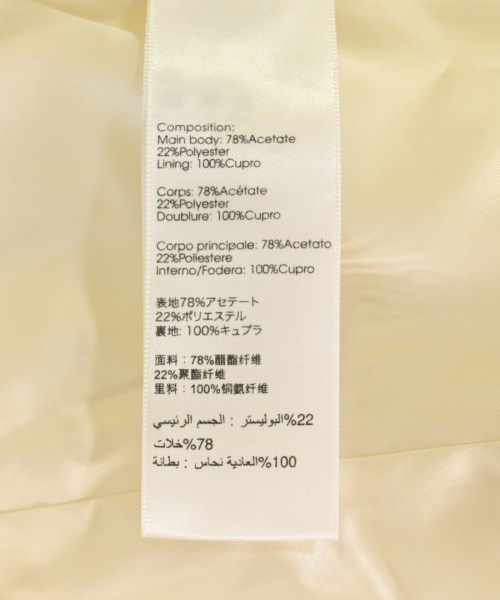 Composition:
Main body: 78%Acetate
22%Polyester
Lining: 100%Cupro
Corps: 78%Acétate
22%Polyester
Doublure: 100%Cupro
Corpo principale: 78%Acetato
22%Poliestere
Interno/Fodera: 100%Cupro
表地78%アセテート
22%ポリエステル
裏地: 100%キュプラ
面料：78%醋酯纤维
22%聚酯纤维
里料：100%铜氨纤维
22%البوليستر : الجسم الرئيسي
78%خلات
100%العادية نحاس : بطانة